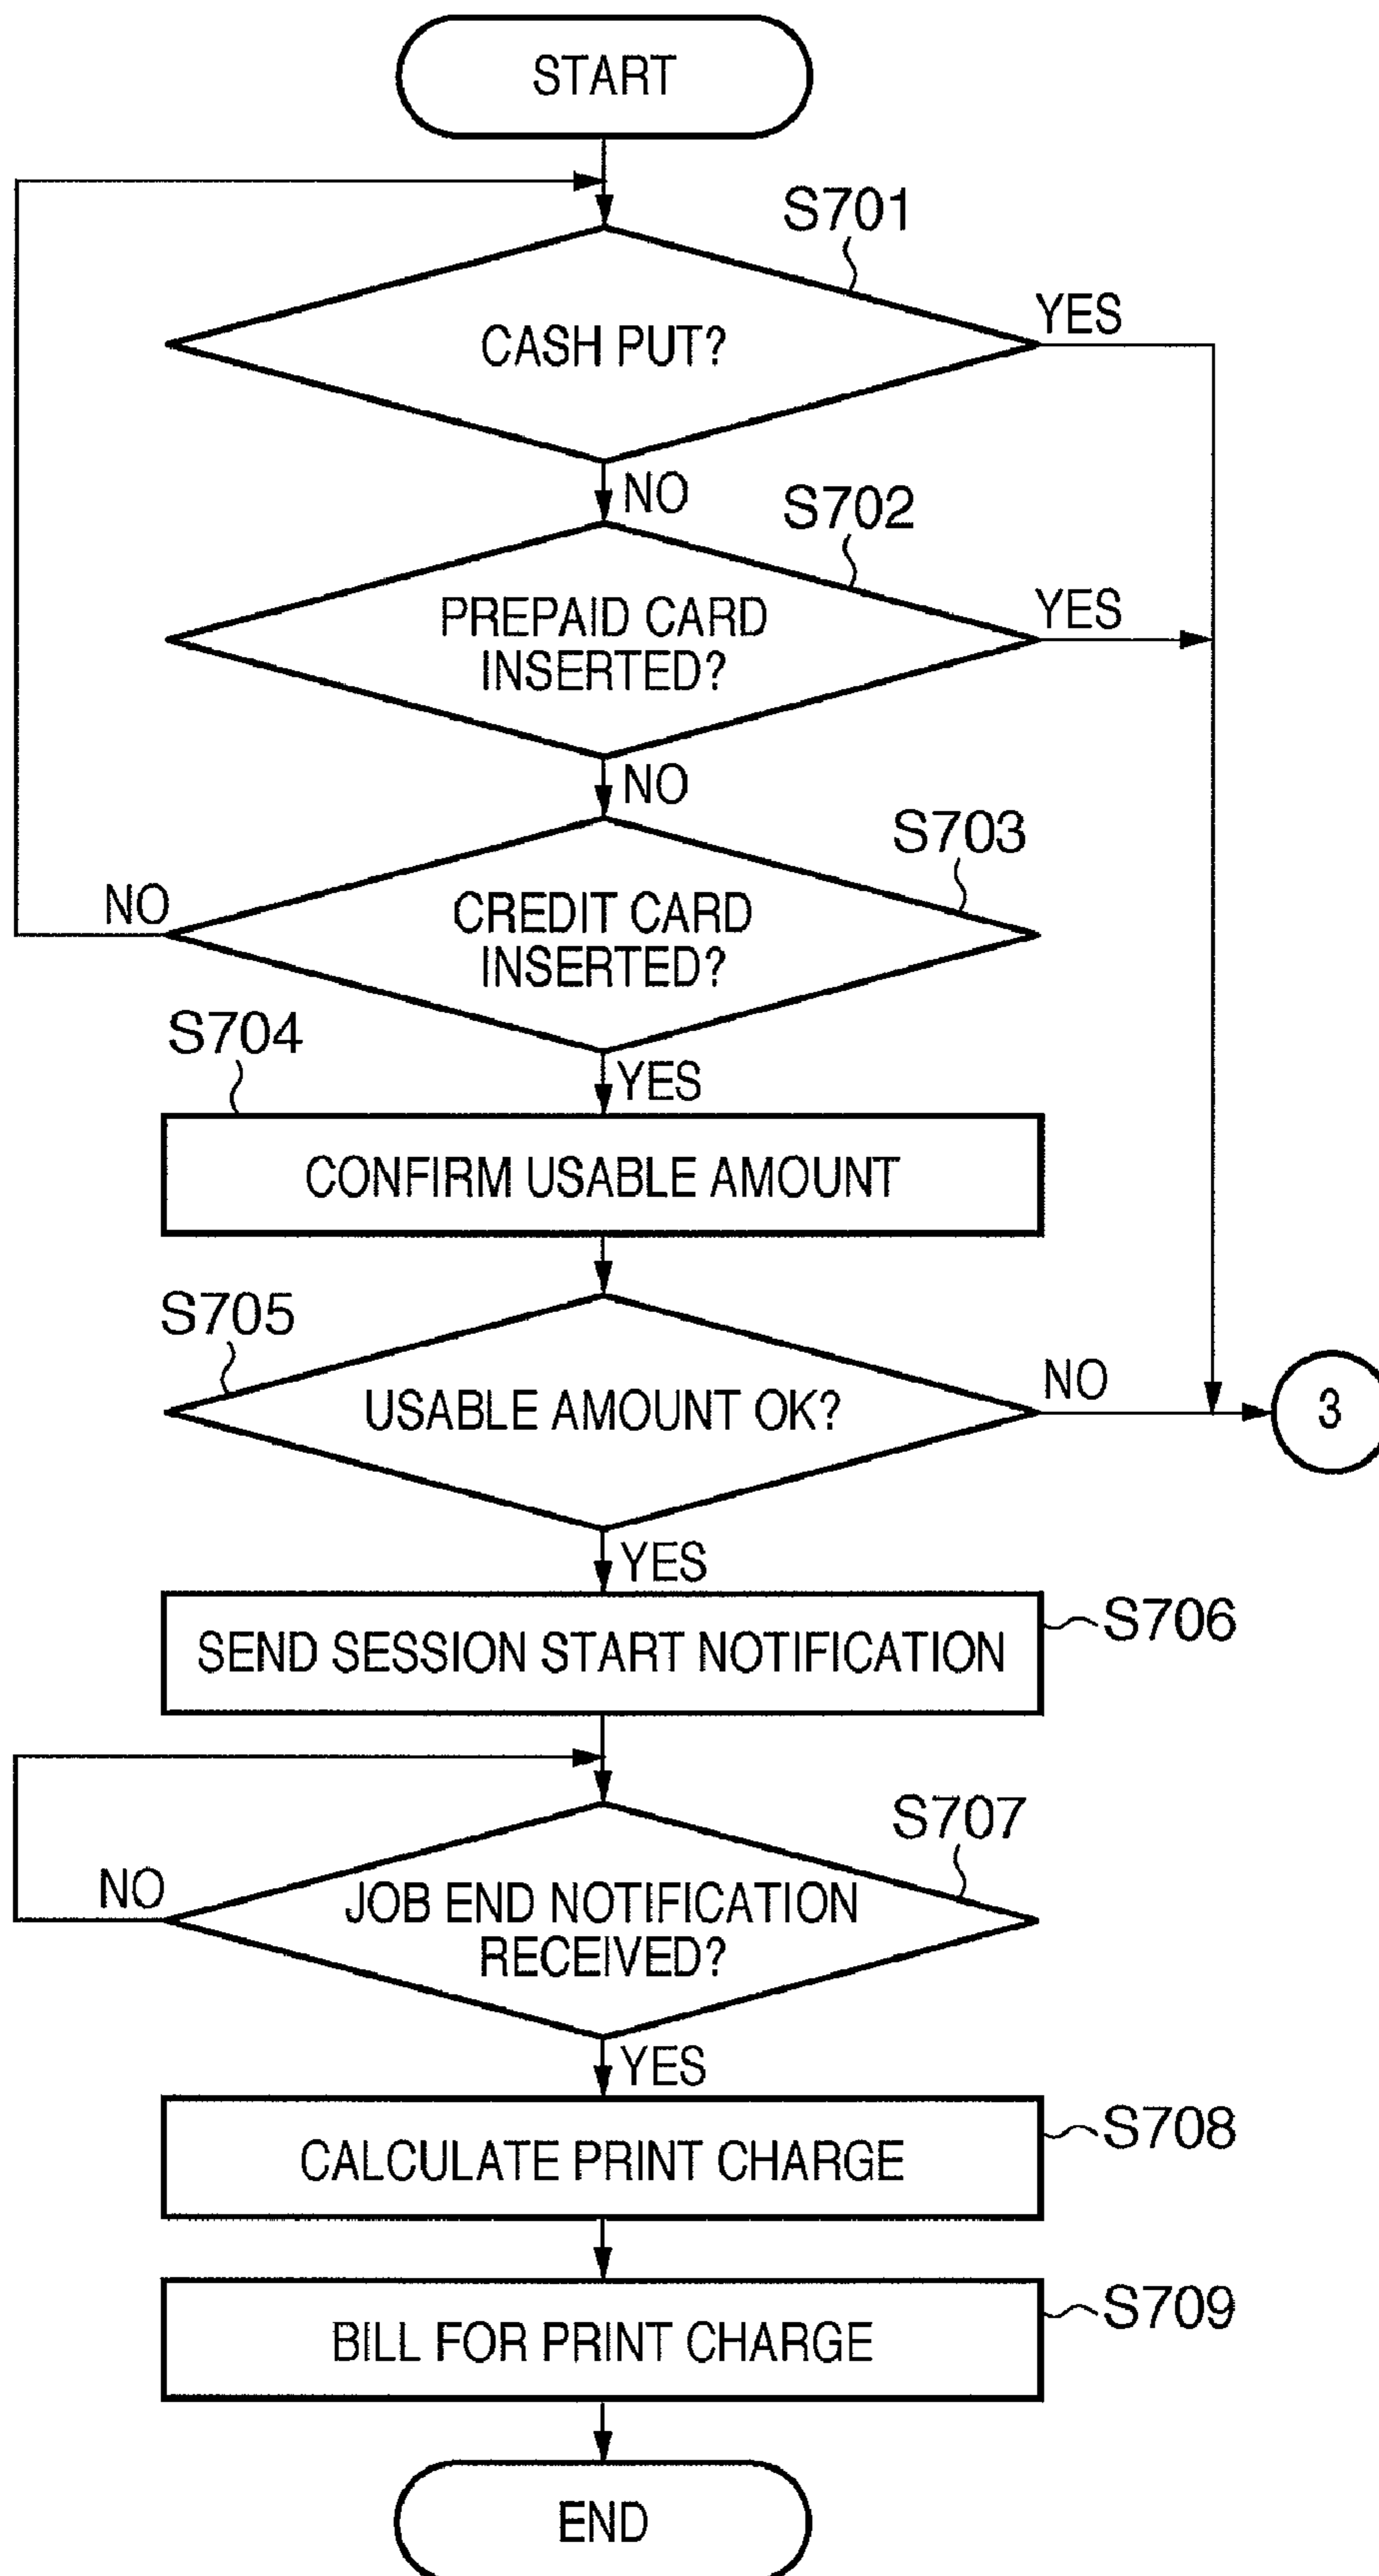 START
S701
CASH PUT?
YES
NO
S702
PREPAID CARD
INSERTED?
YES
NO
S703
CREDIT CARD
INSERTED?
NO
S704
YES
CONFIRM USABLE AMOUNT
S705
USABLE AMOUNT OK?
NO
3
YES
SEND SESSION START NOTIFICATION
S706
S707
JOB END NOTIFICATION
RECEIVED?
NO
YES
CALCULATE PRINT CHARGE
S708
BILL FOR PRINT CHARGE
S709
END